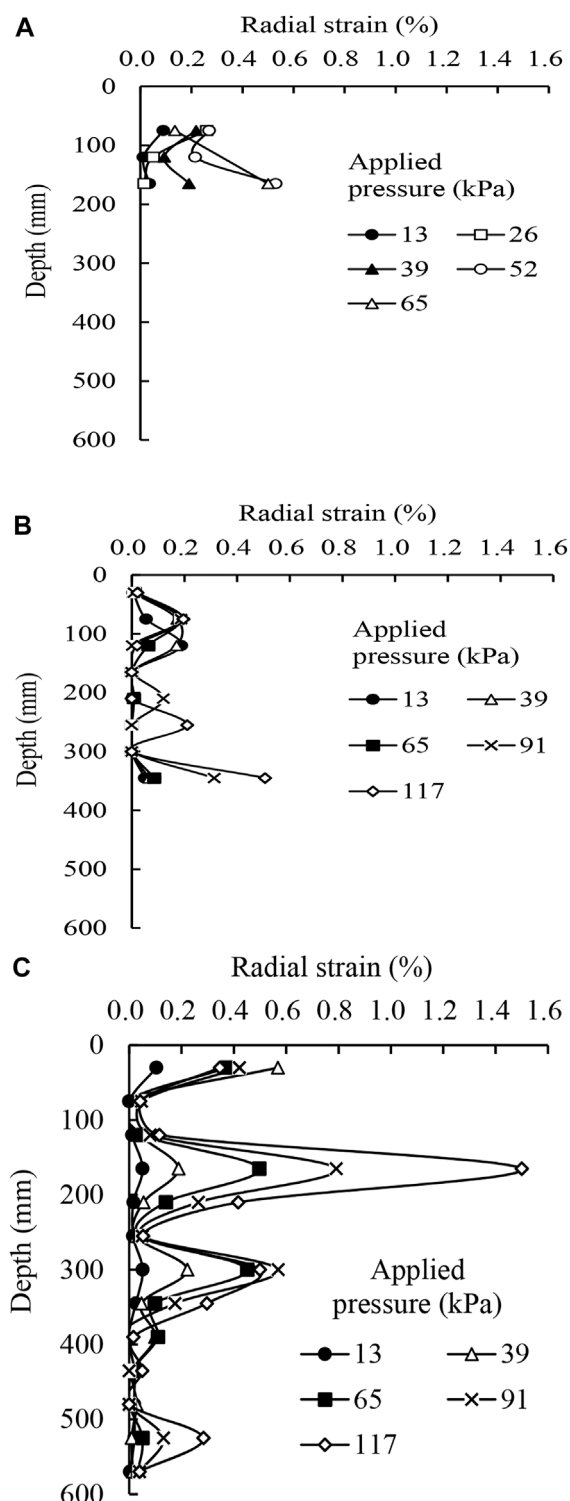 A
Radial strain (%)
0.0 0.2 0.4 0.6 0.8 1.0 1.2 1.4 1.6
0
100
200
300
400
500
600
Depth (mm)
Applied
pressure (kPa)
13 26
39 52
65
B
Radial strain (%)
0.0 0.2 0.4 0.6 0.8 1.0 1.2 1.4 1.6
0
100
200
300
400
500
600
Depth (mm)
Applied
pressure (kPa)
13 39
65 91
117
C
Radial strain (%)
0.0 0.2 0.4 0.6 0.8 1.0 1.2 1.4 1.6
0
100
200
300
400
500
600
Depth (mm)
Applied
pressure (kPa)
13 39
65 91
117